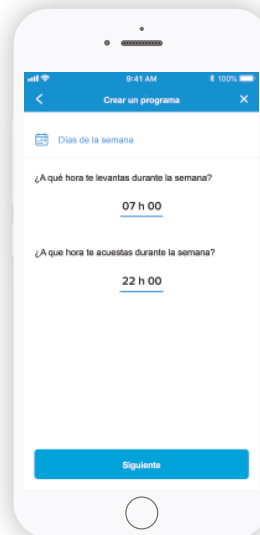 9:41 AM
100%
Crear un programa
Días de la semana
¿A qué hora te levantas durante la semana?
07 h 00
¿A que hora te acuestas durante la semana?
22 h 00
Siguiente